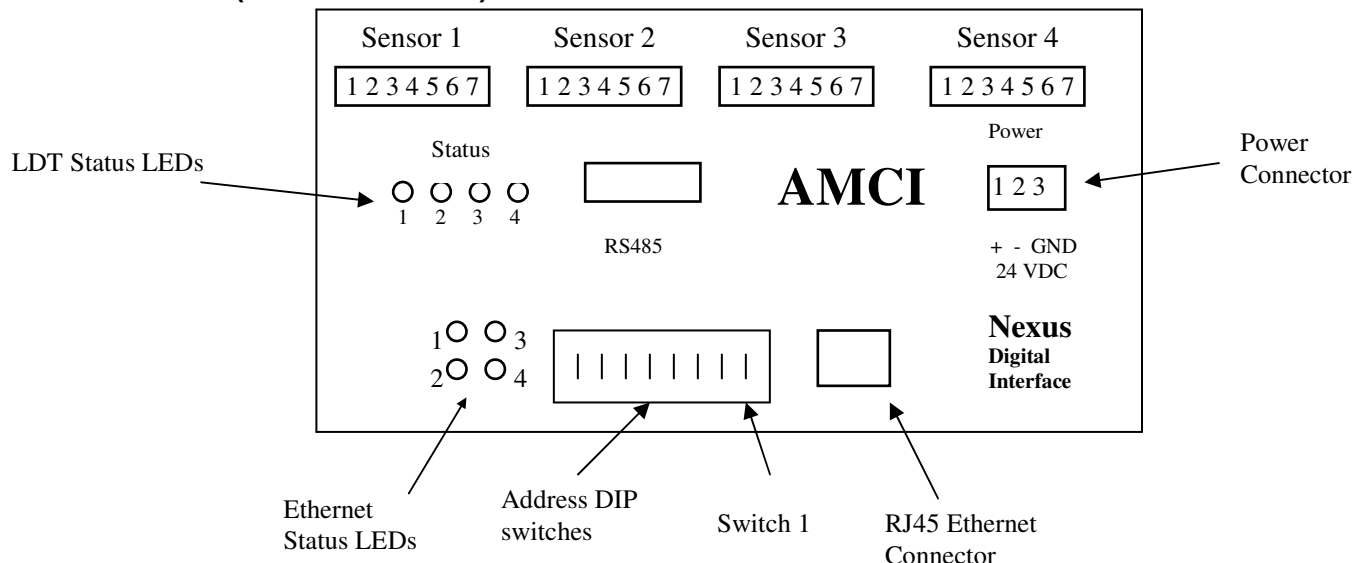 Sensor 1 Sensor 2 Sensor 3 Sensor 4
1 2 3 4 5 6 7 1 2 3 4 5 6 7 1 2 3 4 5 6 7 1 2 3 4 5 6 7
Power
Status
LDT Status LEDs
Power
Connector
AMCI
1 2 3
1 2 3 4
RS485
+ - GND
24 VDC
1 3
2 4
Nexus
Digital
Interface
Ethernet
Status LEDs
Address DIP
switches
Switch 1
RJ45 Ethernet
Connector